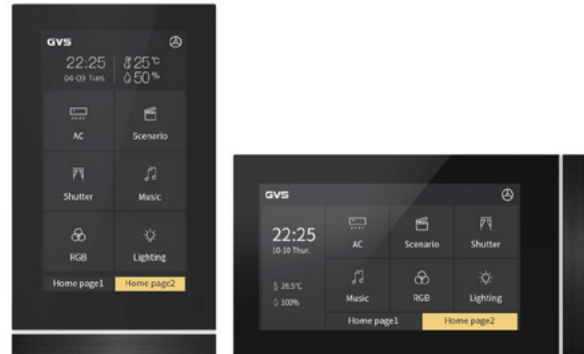 GVS
22:25
04-09 Tues.
25℃
50%
AC
Scenario
Shutter
Music
RGB
Lighting
Home page1
Home page2
GVS
22:25
10-10 Thur.
28.5℃
100%
AC
Scenario
Shutter
Music
RGB
Lighting
Home page1
Home page2